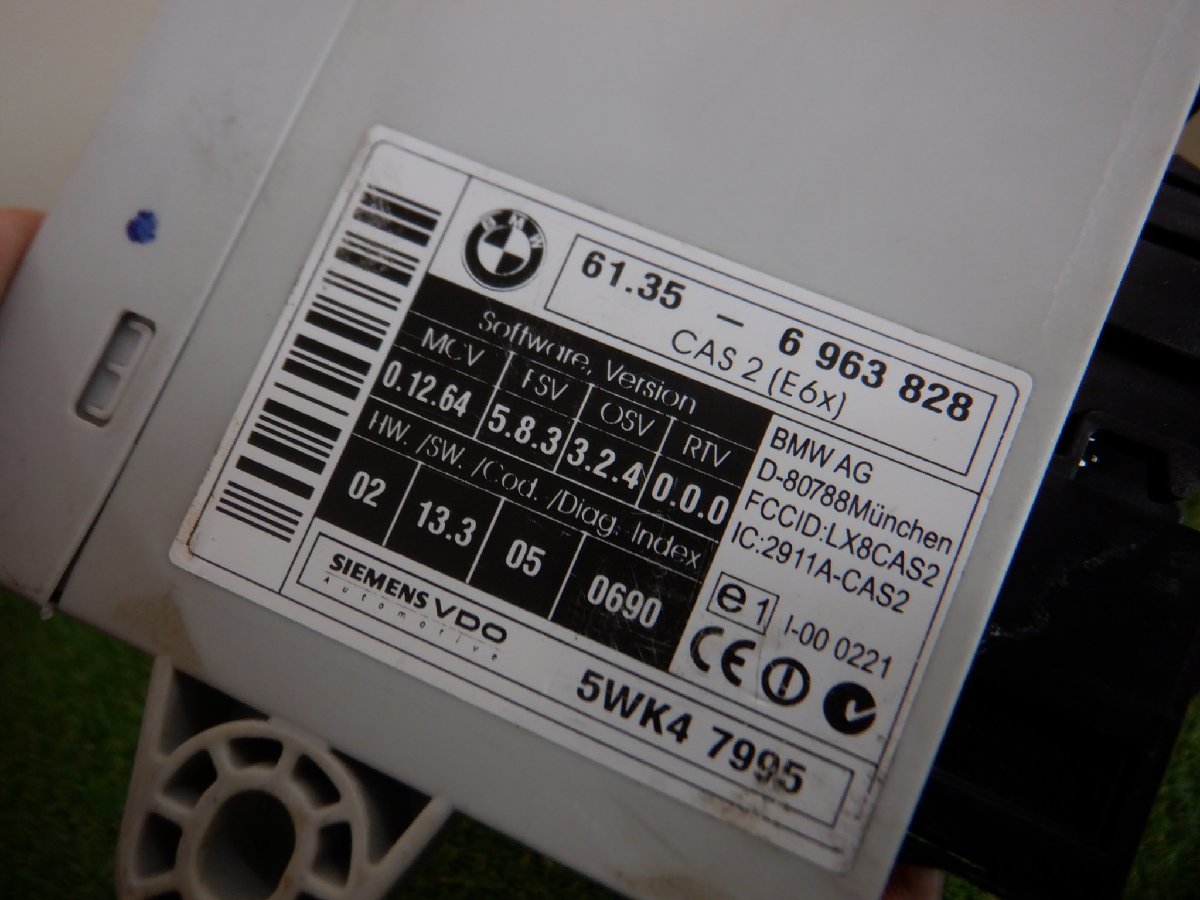 BMW
61.35 - 6 963 828
CAS 2 (E6x)
Software, Version
MCV FSV OSV RTV
0.12.64 5.8.3 3.2.4 0.0.0
HW. /SW. /Cod. /Diag. Index
02 13.3 05 0690
BMW AG
D-80788München
FCCID:LX8CAS2
IC:2911A-CAS2
e1 I-00 0221
CE
SIEMENS VDO
Automotive
5WK4 7995